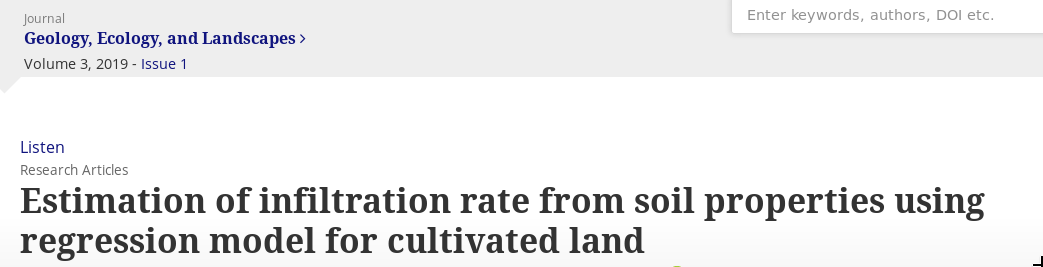 Journal
Geology, Ecology, and Landscapes >
Volume 3, 2019 - Issue 1
Enter keywords, authors, DOI etc.
Listen
Research Articles
Estimation of infiltration rate from soil properties using
regression model for cultivated land